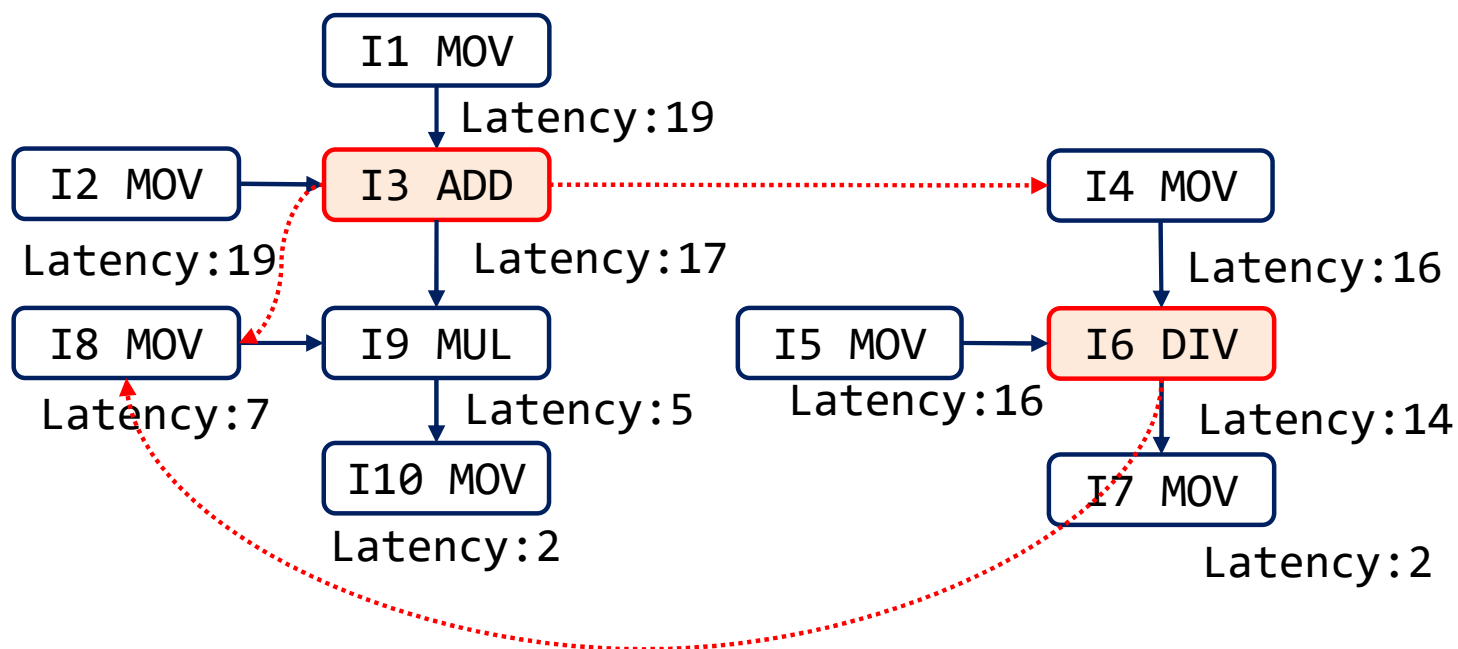 I1 MOV
Latency:19
I2 MOV
I3 ADD
I4 MOV
Latency:19
Latency:17
Latency:16
I8 MOV
I9 MUL
I5 MOV
I6 DIV
Latency:7
Latency:5
Latency:16
Latency:14
I10 MOV
I7 MOV
Latency:2
Latency:2